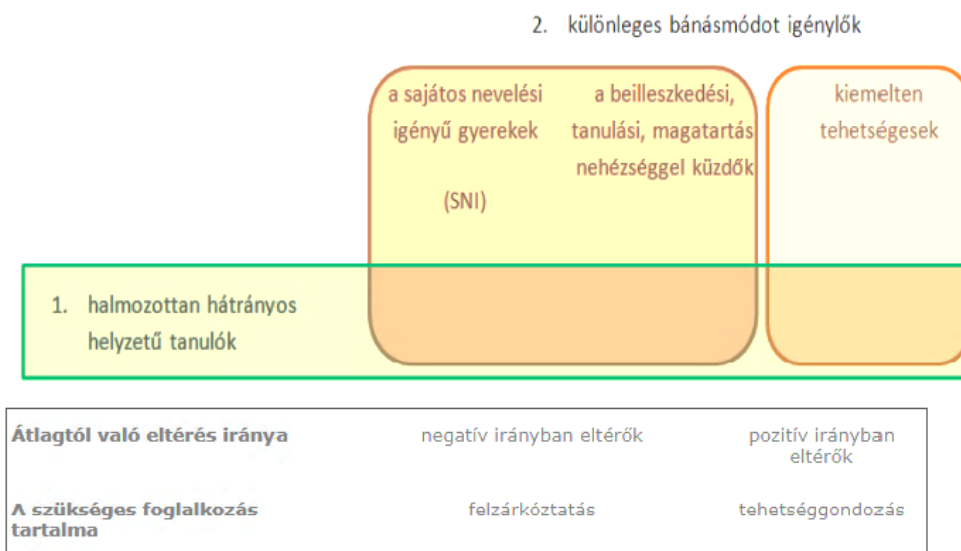 2. különleges bánásmódot igénylők
a sajátos nevelési
igényű gyerekek
(SNI)
a beilleszkedési,
tanulási, magatartás
nehézséggel küzdők
kiemelten
tehetségesek
1. halmozottan hátrányos
helyzetű tanulók
Átlagtól való eltérés iránya
negatív irányban eltérők
pozitív irányban
eltérők
A szükséges foglalkozás
tartalma
felzárkóztatás
tehetséggondozás